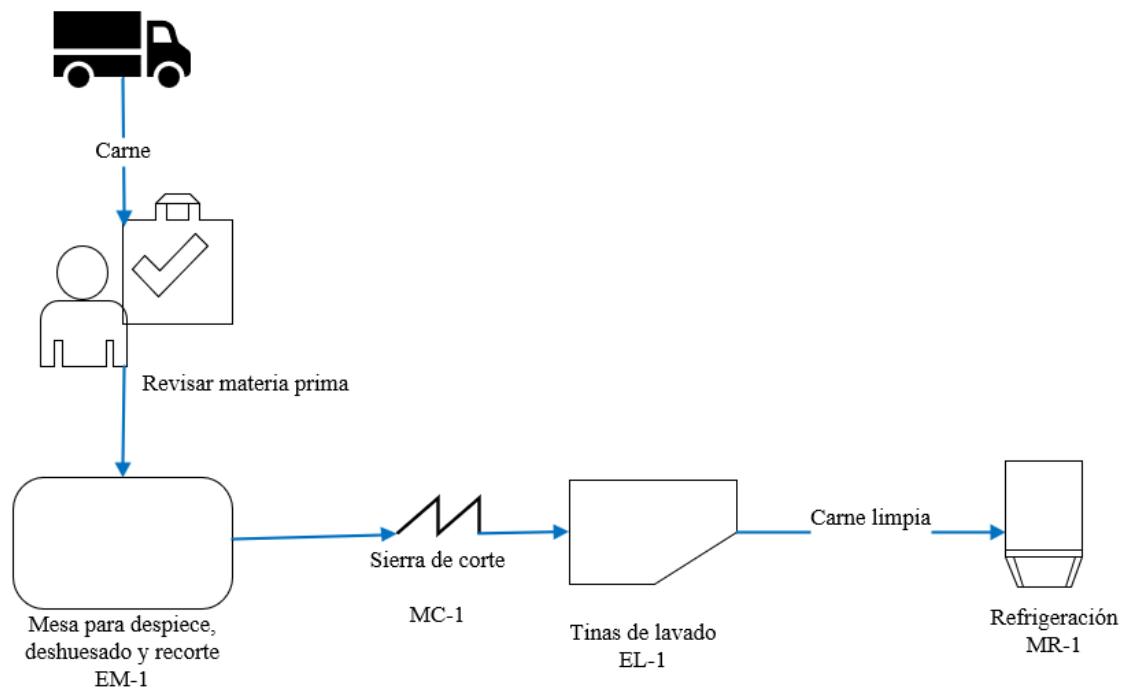 Carne
Revisar materia prima
Mesa para despiece,
deshuesado y recorte
EM-1
Sierra de corte
MC-1
Tinas de lavado
EL-1
Carne limpia
Refrigeración
MR-1